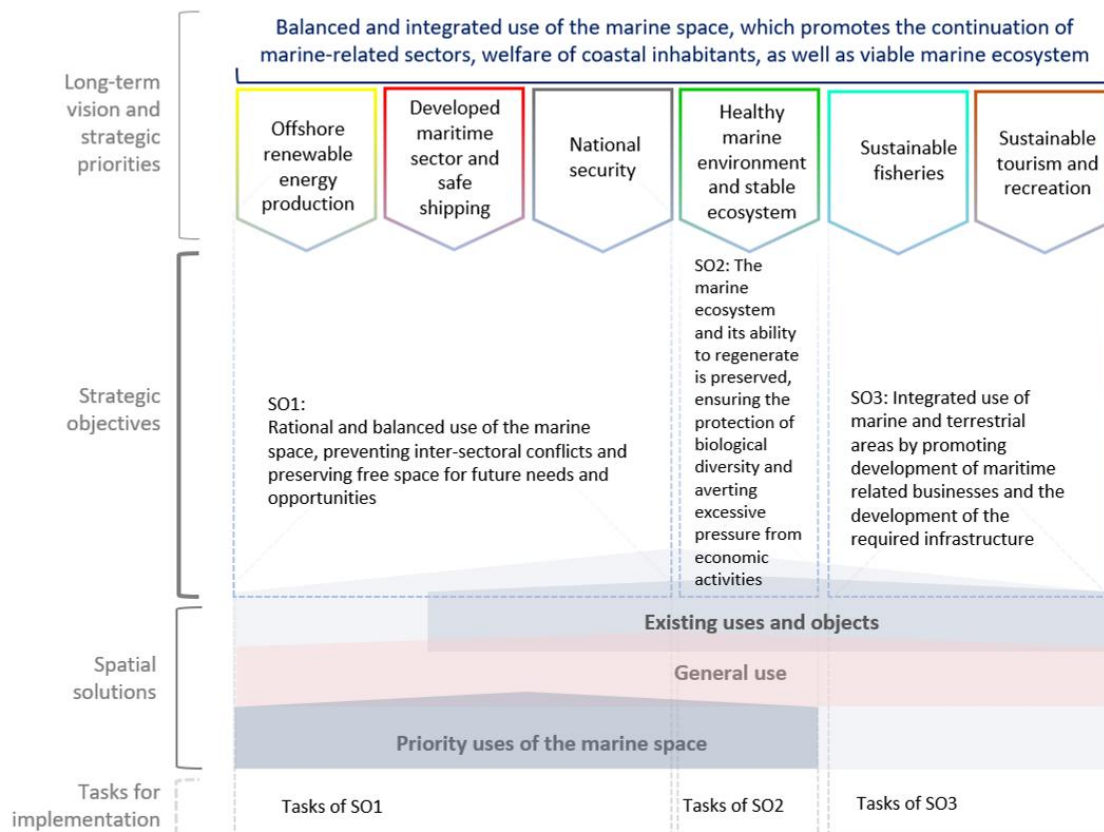 Balanced and integrated use of the marine space, which promotes the continuation of
marine-related sectors, welfare of coastal inhabitants, as well as viable marine ecosystem
Long-term
vision and
strategic
priorities
Offshore
renewable
energy
production
Developed
maritime
sector and
safe
shipping
National
security
Healthy
marine
environment
and stable
ecosystem
Sustainable
fisheries
Sustainable
tourism and
recreation
Strategic
objectives
SO1:
Rational and balanced use of the marine
space, preventing inter-sectoral conflicts and
preserving free space for future needs and
opportunities
SO2: The
marine
ecosystem
and its ability
to regenerate
is preserved,
ensuring the
protection of
biological
diversity and
averting
excessive
pressure from
economic
activities
SO3: Integrated use of
marine and terrestrial
areas by promoting
development of maritime
related businesses and the
development of the
required infrastructure
Spatial
solutions
Existing uses and objects
General use
Priority uses of the marine space
Tasks for
implementation
Tasks of SO1
Tasks of SO2
Tasks of SO3